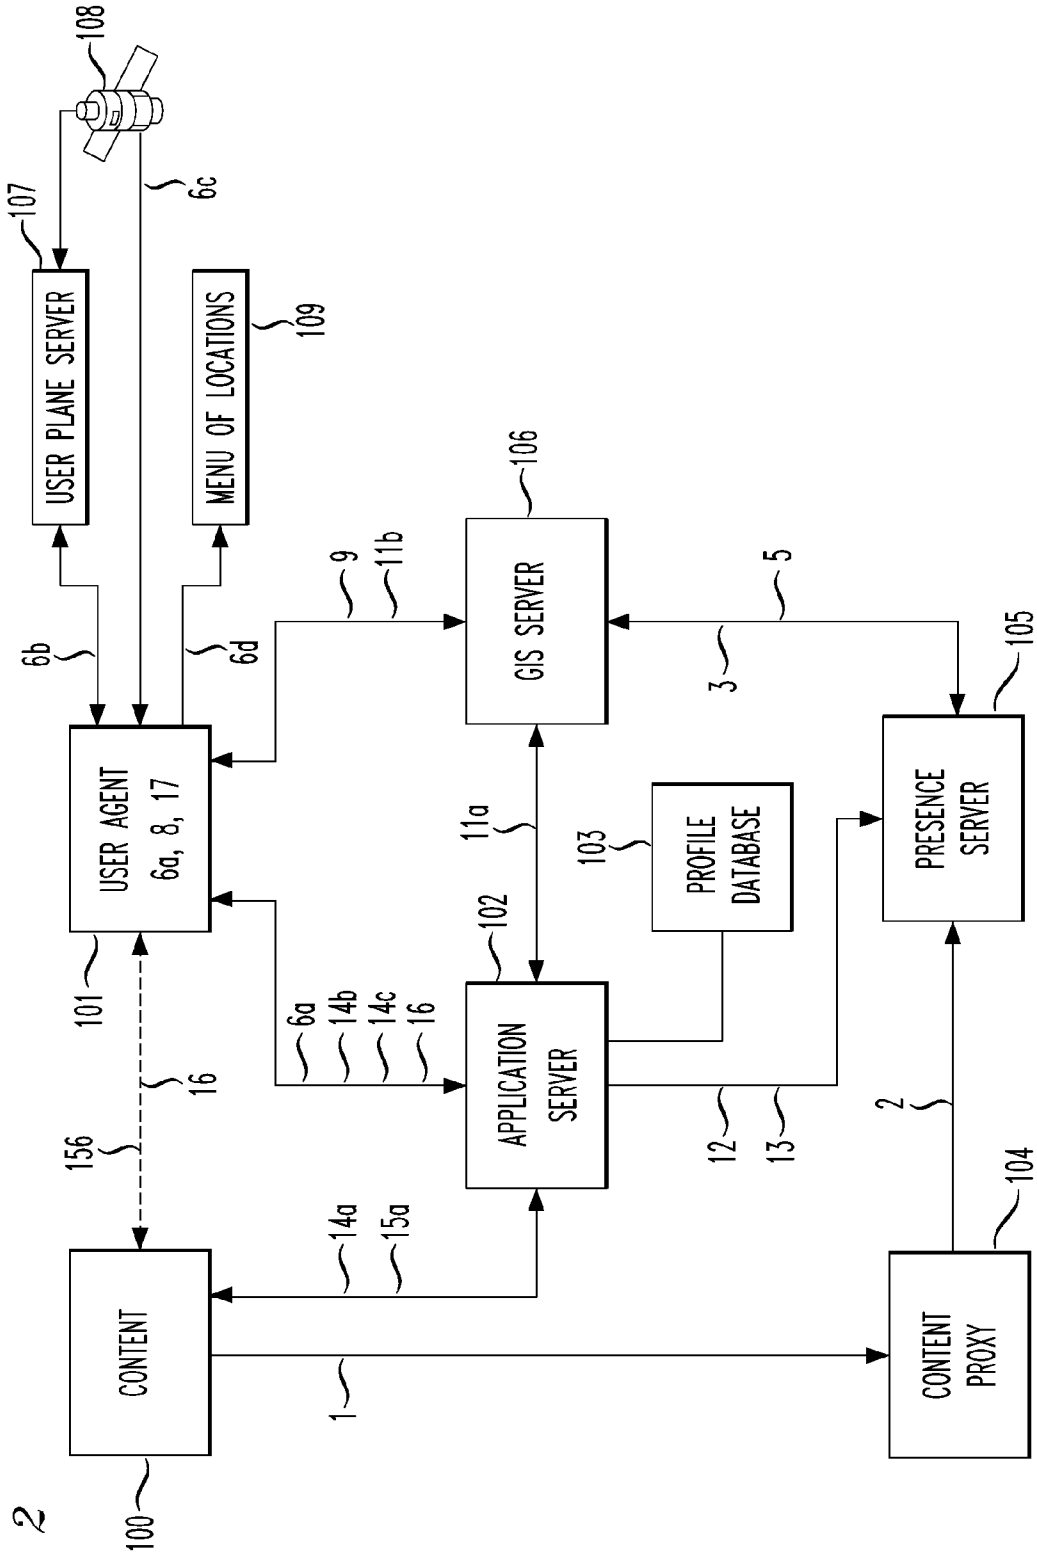 2
100
CONTENT
156
16
101
USER AGENT
6a, 8, 17
6b
6c
6d
107
USER PLANE SERVER
108
MENU OF LOCATIONS
109
1
14a
15a
6a
14b
14c
16
9
11b
102
APPLICATION
SERVER
11a
106
GIS SERVER
103
PROFILE
DATABASE
12
13
3
5
104
CONTENT
PROXY
2
105
PRESENCE
SERVER